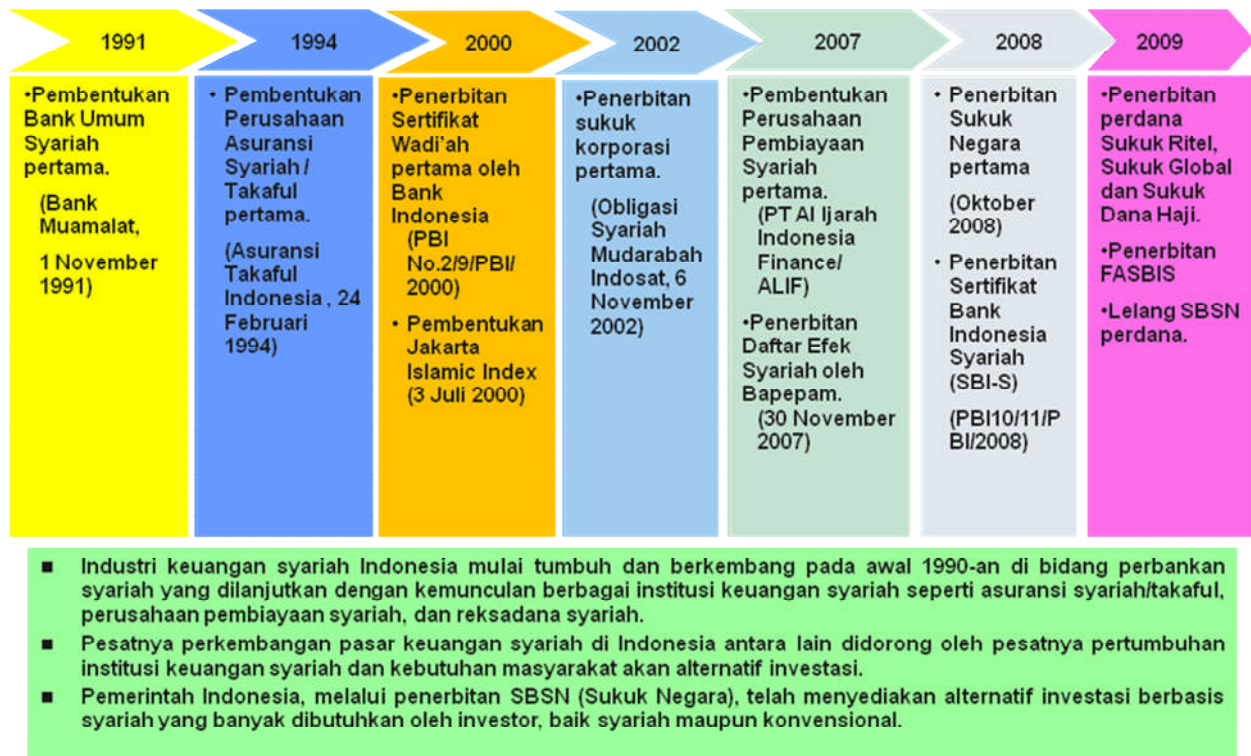 1991
1994
2000
2002
2007
2008
2009
•Pembentukan
Bank Umum
Syariah
pertama.
(Bank
Muamalat,
1 November
1991)
• Pembentukan
Perusahaan
Asuransi
Syariah /
Takaful
pertama.
(Asuransi
Takaful
Indonesia , 24
Februari
1994)
•Penerbitan
Sertifikat
Wadi'ah
pertama oleh
Bank
Indonesia
(PBI
No.2/9/PBI/
2000)
• Pembentukan
Jakarta
Islamic Index
(3 Juli 2000)
•Penerbitan
sukuk
korporasi
pertama.
(Obligasi
Syariah
Mudarabah
Indosat, 6
November
2002)
•Pembentukan
Perusahaan
Pembiayaan
Syariah
pertama.
(PT Al Ijarah
Indonesia
Finance/
ALIF)
•Penerbitan
Daftar Efek
Syariah oleh
Bapepam.
(30 November
2007)
• Penerbitan
Sukuk
Negara
pertama
(Oktober
2008)
• Penerbitan
Sertifikat
Bank
Indonesia
Syariah
(SBI-S)
(PBI10/11/P
BI/2008)
•Penerbitan
perdana
Sukuk Ritel,
Sukuk Global
dan Sukuk
Dana Haji.
•Penerbitan
FASBIS
•Lelang SBSN
perdana.
■ Industri keuangan syariah Indonesia mulai tumbuh dan berkembang pada awal 1990-an di bidang perbankan
syariah yang dilanjutkan dengan kemunculan berbagai institusi keuangan syariah seperti asuransi syariah/takaful,
perusahaan pembiayaan syariah, dan reksadana syariah.
■ Pesatnya perkembangan pasar keuangan syariah di Indonesia antara lain didorong oleh pesatnya pertumbuhan
institusi keuangan syariah dan kebutuhan masyarakat akan alternatif investasi.
■ Pemerintah Indonesia, melalui penerbitan SBSN (Sukuk Negara), telah menyediakan alternatif investasi berbasis
syariah yang banyak dibutuhkan oleh investor, baik syariah maupun konvensional.